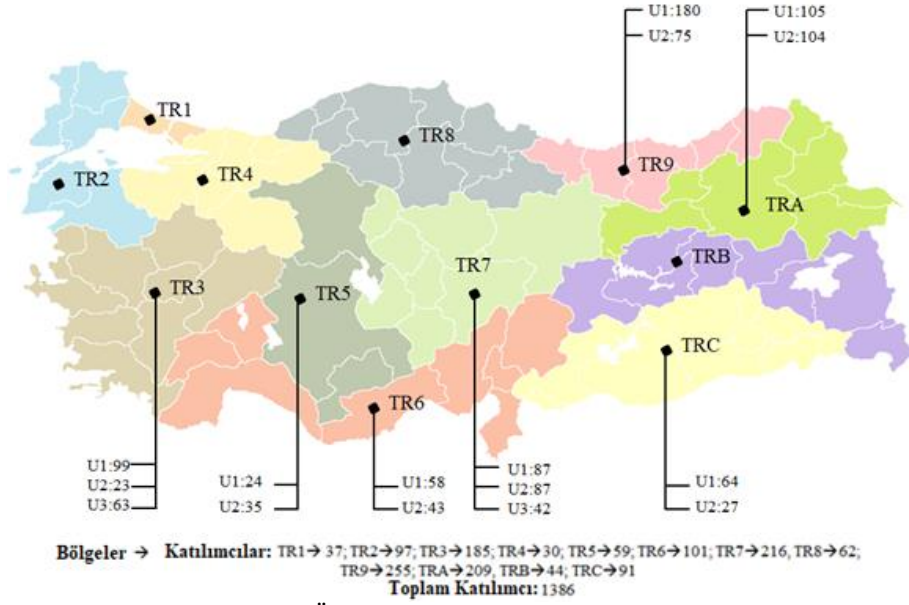 U1:180
U2:75
U1:105
U2:104
TR1
TR8
TR9
TR2
TR4
TRA
TRB
TR3
TR5
TR7
TRC
TR6
U1:99
U2:23
U3:63
U1:24
U2:35
U1:58
U2:43
U1:87
U2:87
U3:42
U1:64
U2:27
Bölgeler → Katılımcılar: TR1→ 37; TR2→97; TR3→185; TR4→30; TR5→59; TR6→101; TR7→216, TR8→62;
TR9→255; TRA→209, TRB→44; TRC→91
Toplam Katılımcı: 1386